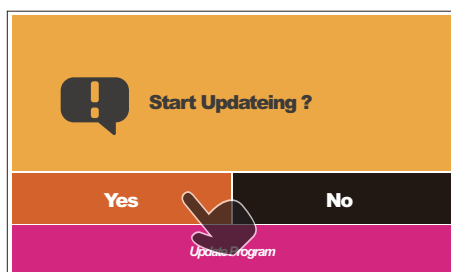 Start Updateing ?
Yes
No
Update Program